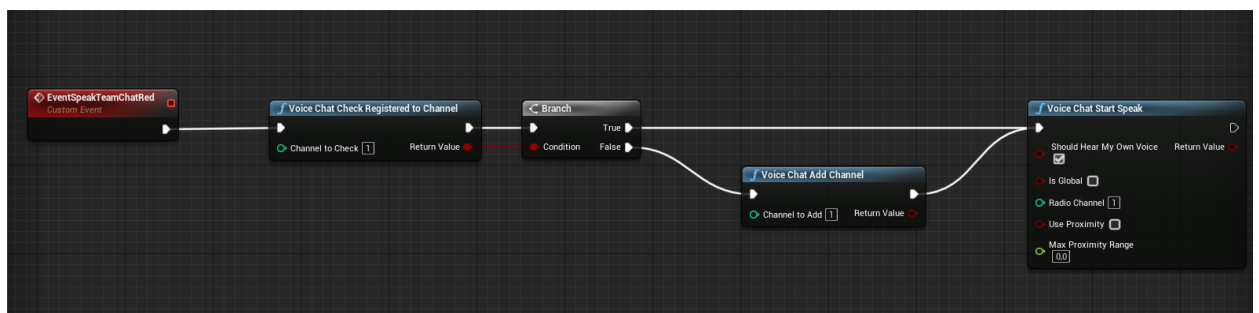 EventSpeakTeamChatRed
Custom Event
Voice Chat Check Registered to Channel
Channel to Check 1 Return Value
Branch
True
Condition False
Voice Chat Add Channel
Channel to Add 1 Return Value
Voice Chat Start Speak
Should Hear My Own Voice Return Value
Is Global
Radio Channel 1
Use Proximity
Max Proximity Range
0,0